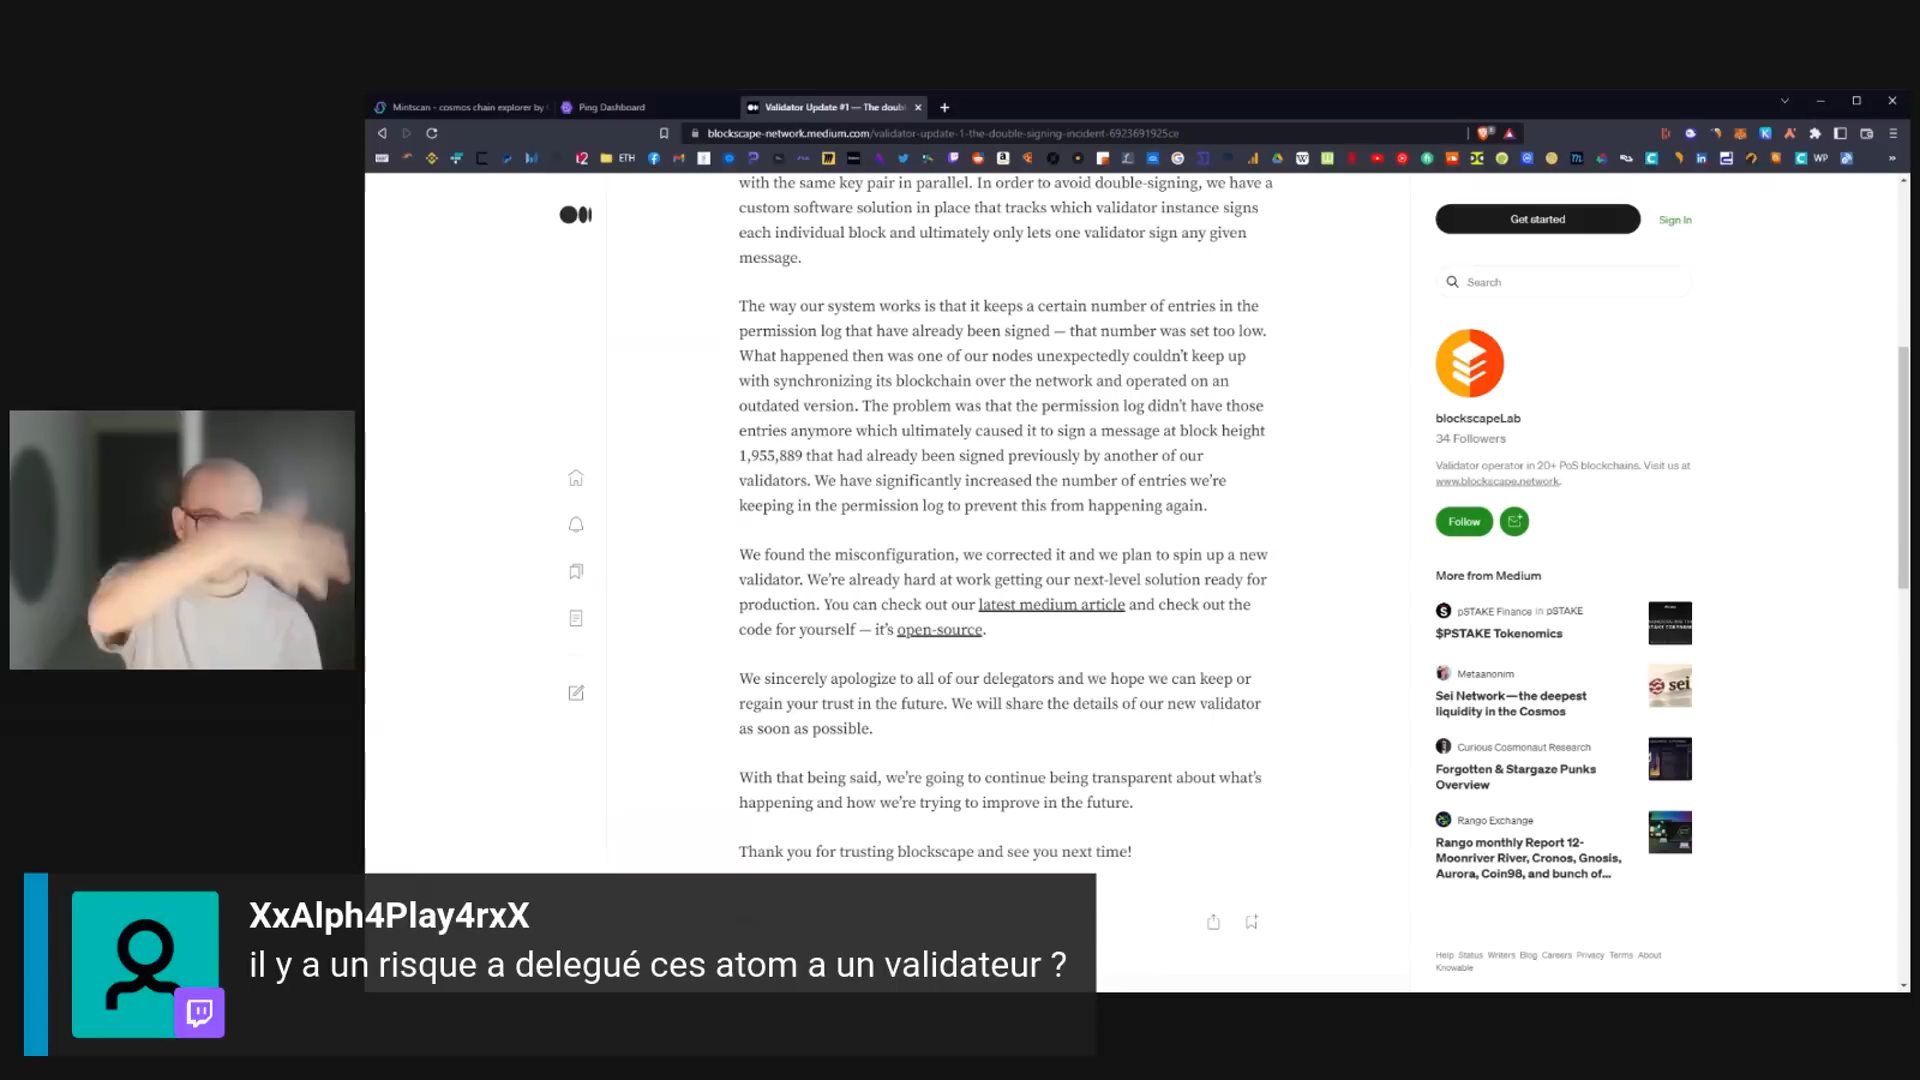 Mintscan - cosmos chain explorer by
Ping Dashboard
Validator Update #1 — The doub
blockscape-network.medium.com/validator-update-1-the-double-signing-incident-6923691925ce
ETH
WP
with the same key pair in parallel. In order to avoid double-signing, we have a
custom software solution in place that tracks which validator instance signs
each individual block and ultimately only lets one validator sign any given
message.
The way our system works is that it keeps a certain number of entries in the
permission log that have already been signed — that number was set too low.
What happened then was one of our nodes unexpectedly couldn’t keep up
with synchronizing its blockchain over the network and operated on an
outdated version. The problem was that the permission log didn’t have those
entries anymore which ultimately caused it to sign a message at block height
1,955,889 that had already been signed previously by another of our
validators. We have significantly increased the number of entries we’re
keeping in the permission log to prevent this from happening again.
We found the misconfiguration, we corrected it and we plan to spin up a new
validator. We’re already hard at work getting our next-level solution ready for
production. You can check out our latest medium article and check out the
code for yourself — it’s open-source.
We sincerely apologize to all of our delegators and we hope we can keep or
regain your trust in the future. We will share the details of our new validator
as soon as possible.
With that being said, we’re going to continue being transparent about what’s
happening and how we’re trying to improve in the future.
Thank you for trusting blockscape and see you next time!
Get started
Sign In
Search
blockscapeLab
34 Followers
Validator operator in 20+ PoS blockchains. Visit us at
www.blockscape.network.
Follow
More from Medium
pSTAKE Finance in pSTAKE
$PSTAKE Tokenomics
Metaanonim
Sei Network—the deepest
liquidity in the Cosmos
sei
Curious Cosmonaut Research
Forgotten & Stargaze Punks
Overview
Rango Exchange
Rango monthly Report 12-
Moonriver River, Cronos, Gnosis,
Aurora, Coin98, and bunch of...
Help Status Writers Blog Careers Privacy Terms About
Knowable
XxAlph4Play4rxX
il y a un risque a delegué ces atom a un validateur ?